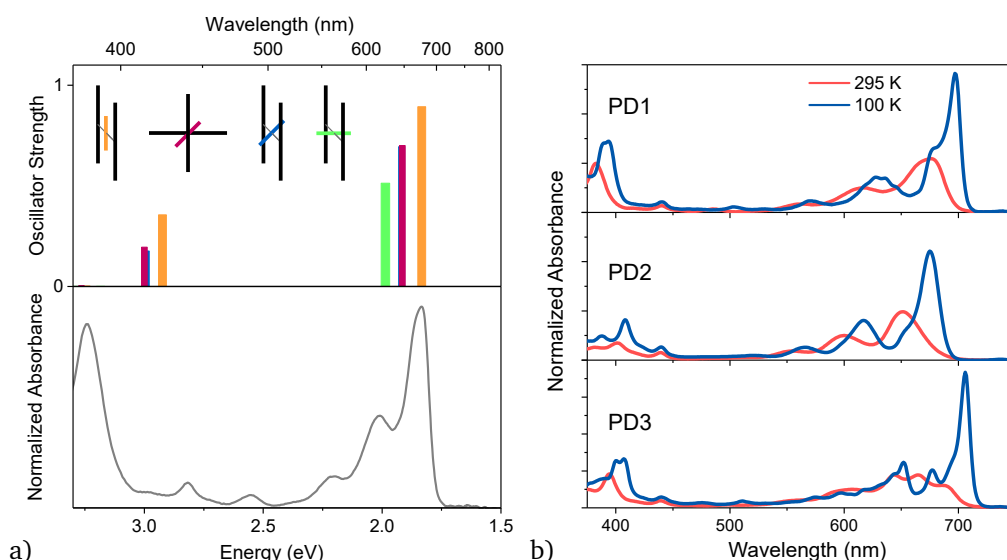 Wavelength (nm)
400 500 600 700 800
1
Oscillator Strength
0
Normalized Absorbance
3.0 2.5 2.0 1.5
Energy (eV)
a)
295 K
100 K
PD1
PD2
PD3
Normalized Absorbance
400 500 600 700
Wavelength (nm)
b)